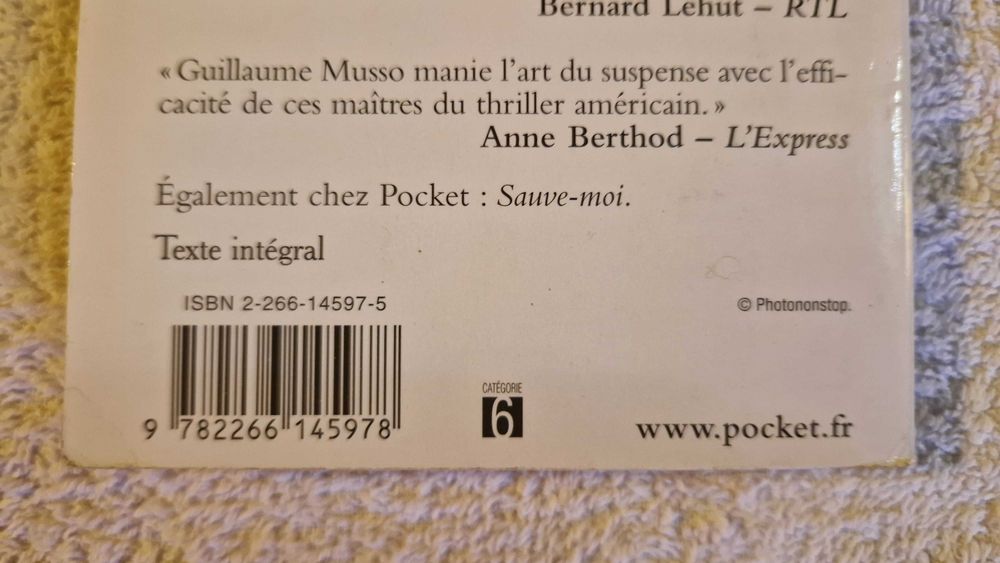 Bernard Lehut – RTL
« Guillaume Musso manie l'art du suspense avec l'effi-
cacité de ces maîtres du thriller américain. »
Anne Berthod – L'Express
Également chez Pocket : Sauve-moi.
Texte intégral
ISBN 2-266-14597-5
© Photononstop.
9 782266 145978
CATÉGORIE
6
www.pocket.fr